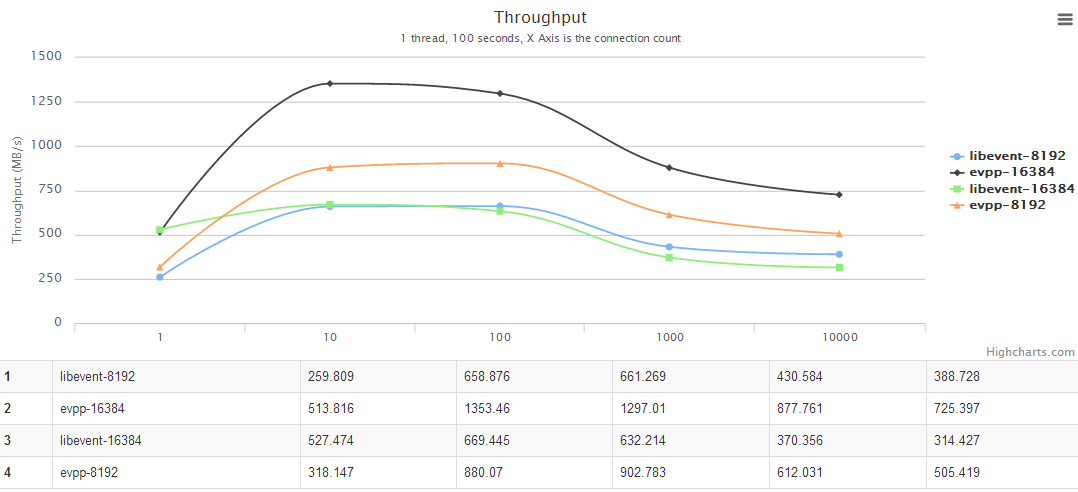 Throughput
1 thread, 100 seconds, X Axis is the connection count
Throughput (MB/s)
1500
1250
1000
750
500
250
0
1 10 100 1000 10000
libevent-8192
evpp-16384
libevent-16384
evpp-8192
Highcharts.com
1 libevent-8192 259.809 658.876 661.269 430.584 388.728
2 evpp-16384 513.816 1353.46 1297.01 877.761 725.397
3 libevent-16384 527.474 669.445 632.214 370.356 314.427
4 evpp-8192 318.147 880.07 902.783 612.031 505.419